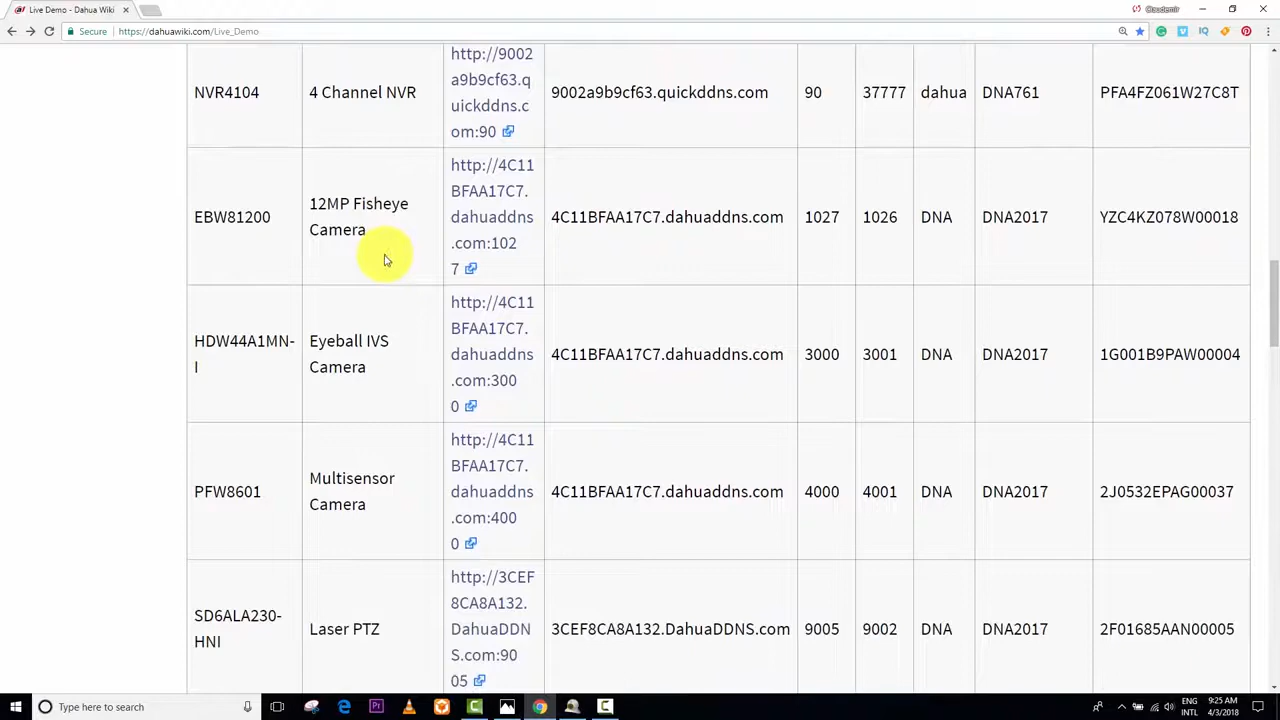 Live Demo - Dahua Wiki
Claudemir
Secure
https://dahuawiki.com/Live_Demo
NVR4104
4 Channel NVR
http://9002
a9b9cf63.q
uickddns.c
om:90
9002a9b9cf63.quickddns.com
90
37777
dahua
DNA761
PFA4FZ061W27C8T
EBW81200
12MP Fisheye
Camera
http://4C11
BFAA17C7.
dahuaddns
.com:102
7
4C11BFAA17C7.dahuaddns.com
1027
1026
DNA
DNA2017
YZC4KZ078W00018
HDW44A1MN-
I
Eyeball IVS
Camera
http://4C11
BFAA17C7.
dahuaddns
.com:300
0
4C11BFAA17C7.dahuaddns.com
3000
3001
DNA
DNA2017
1G001B9PAW00004
PFW8601
Multisensor
Camera
http://4C11
BFAA17C7.
dahuaddns
.com:400
0
4C11BFAA17C7.dahuaddns.com
4000
4001
DNA
DNA2017
2J0532EPAG00037
SD6ALA230-
HNI
Laser PTZ
http://3CEF
8CA8A132.
DahuaDDN
S.com:90
05
3CEF8CA8A132.DahuaDDNS.com
9005
9002
DNA
DNA2017
2F01685AAN00005
Type here to search
ENG
INTL
9:25 AM
4/3/2018